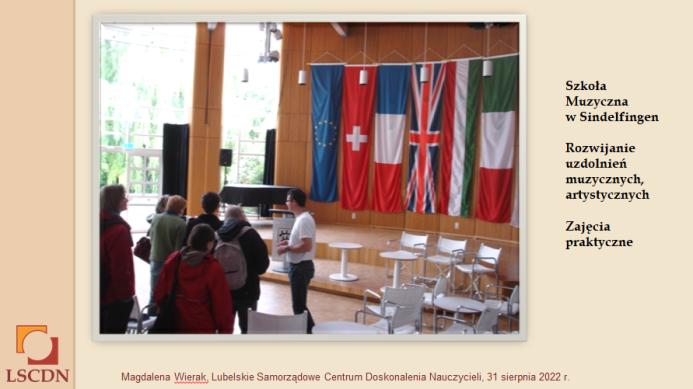 Szkoła
Muzyczna
w Sindelfingen
Rozwijanie
uzdolnień
muzycznych,
artystycznych
Zajęcia
praktyczne
LSCDN
Magdalena Wierak, Lubelskie Samorządowe Centrum Doskonalenia Nauczycieli, 31 sierpnia 2022 r.